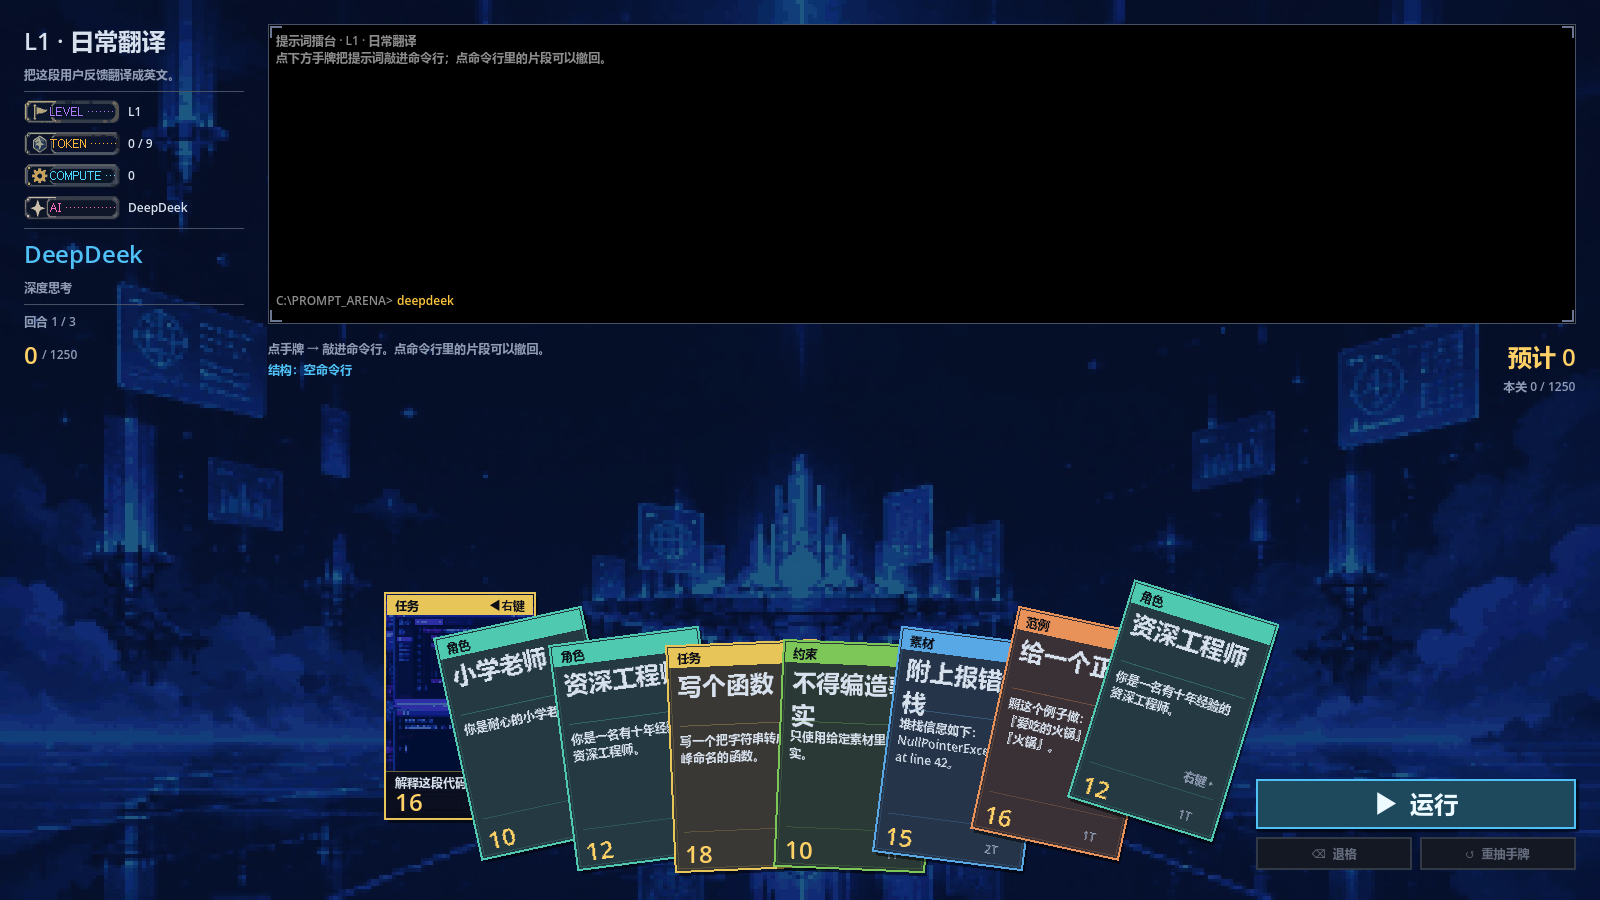 L1 · 日常翻译
把这段用户反馈翻译成英文。
LEVEL L1
TOKEN 0 / 9
COMPUTE 0
AI DeepDeek
DeepDeek
深度思考
回合 1 / 3
0 / 1250
提示词擂台 · L1 · 日常翻译
点下方手牌把提示词敲进命令行；点命令行里的片段可以撤回。
C:\PROMPT_ARENA> deepdeek
点手牌 → 敲进命令行。点命令行里的片段可以撤回。
结构：空命令行
预计 0
本关 0 / 1250
任务 ◀右键
解释这段代码
16
角色
小学老师
你是耐心的小学老
10
角色
资深工程
你是一名有十年经
资深工程师。
12
任务
写个函数
写一个把字符串转
峰命名的函数。
18
约束
不得编造
实
只使用给定素材里
实。
10
素材
附上报错
栈
堆栈信息如下：
NullPointerExce
at line 42。
15
2T
范例
给一个正
照这个例子做：
『爱吃的火锅』
『火锅』。
16
1T
角色
资深工程师
你是一名有十年经验的
资深工程师。
右键
12
1T
▶ 运行
⌫ 退格
↺ 重抽手牌